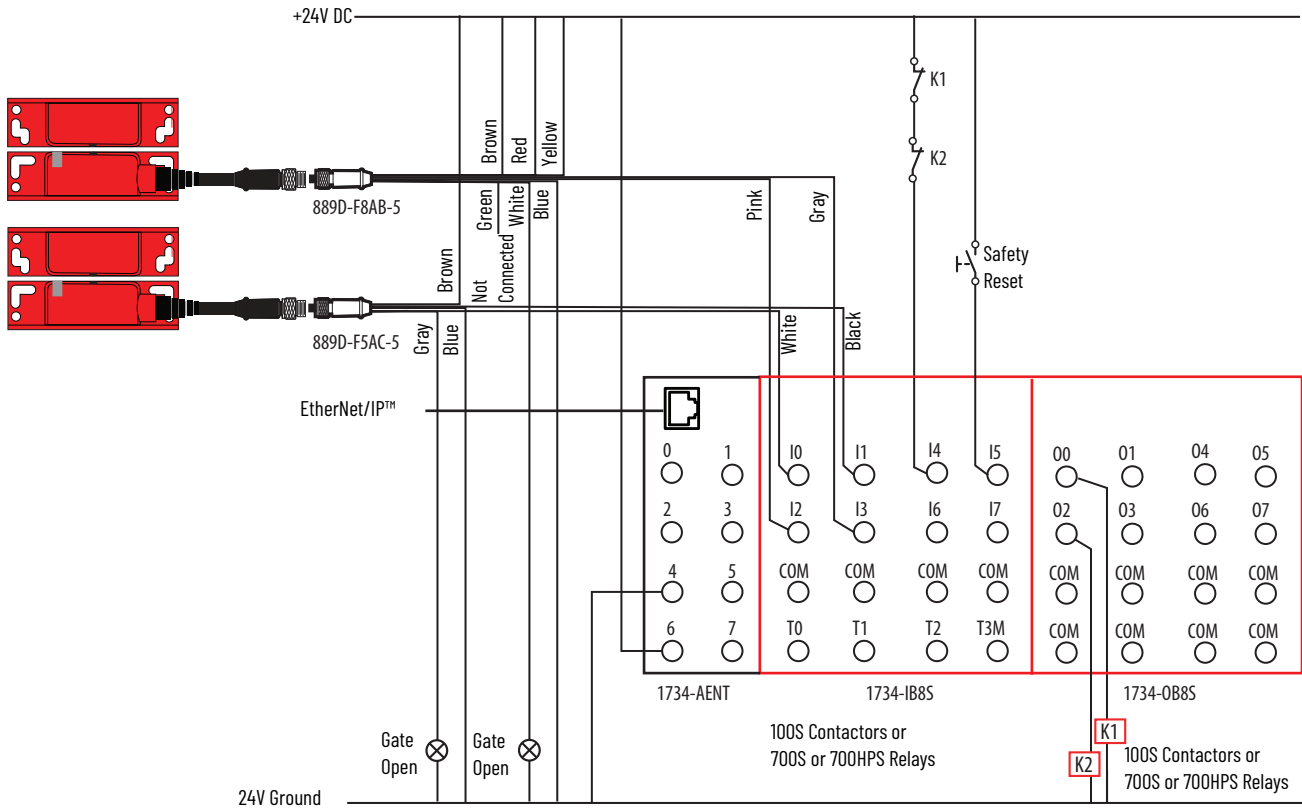 +24V DC
K1
K2
Brown
Red
Yellow
889D-F8AB-5
Green
White
Blue
Pink
Gray
Not
Connected
Brown
Safety
Reset
889D-F5AC-5
Gray
Blue
White
Black
EtherNet/IP™
0 1 I0 I1 I4 I5 O0 O1 O4 O5
2 3 I2 I3 I6 I7 O2 O3 O6 O7
4 5 COM COM COM COM COM COM COM COM
6 7 T0 T1 T2 T3M COM COM COM COM
1734-AENT 1734-IB8S 1734-OB8S
Gate
Open
Gate
Open
100S Contactors or
700S or 700HPS Relays
K1
K2
100S Contactors or
700S or 700HPS Relays
24V Ground